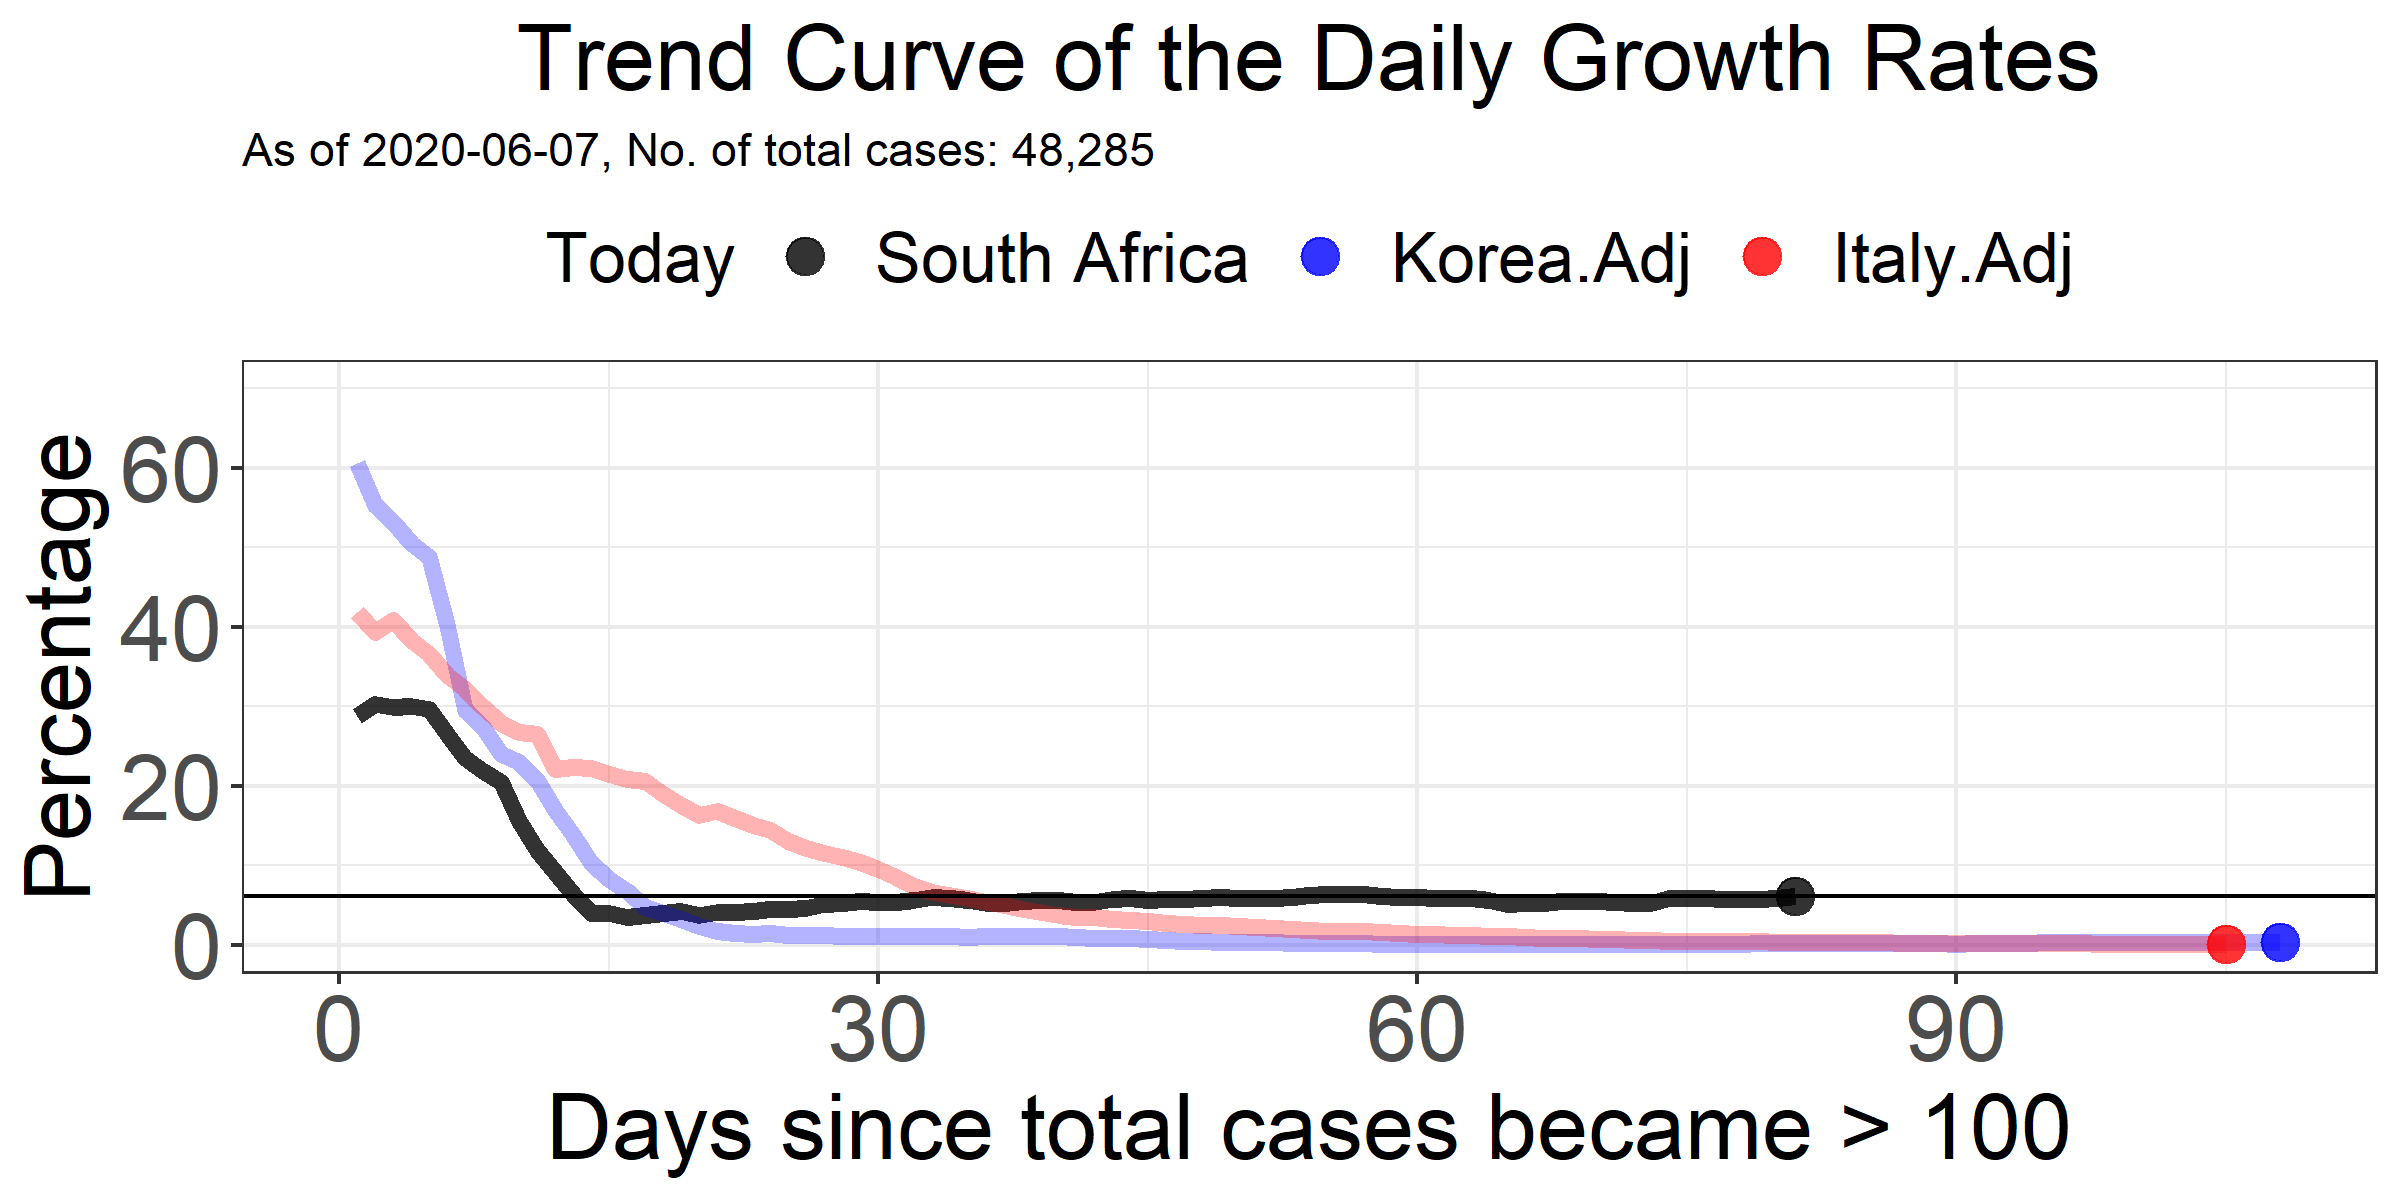 Trend Curve of the Daily Growth Rates
As of 2020-06-07, No. of total cases: 48,285
Today South Africa Korea.Adj Italy.Adj
Percentage
60
40
20
0
0 30 60 90
Days since total cases became > 100